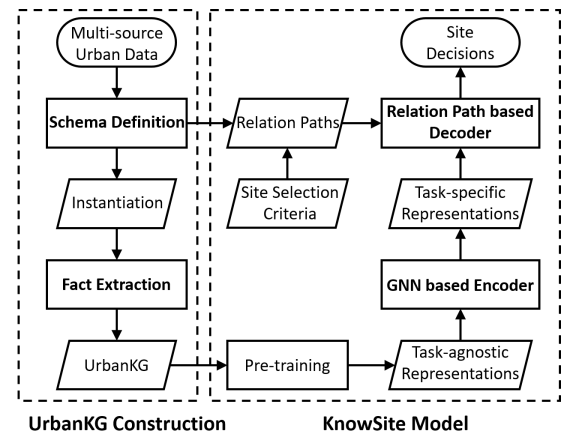 Multi-source
Urban Data
Schema Definition
Instantiation
Fact Extraction
UrbanKG
Relation Paths
Site Selection
Criteria
Pre-training
Site
Decisions
Relation Path based
Decoder
Task-specific
Representations
GNN based Encoder
Task-agnostic
Representations
UrbanKG Construction
KnowSite Model